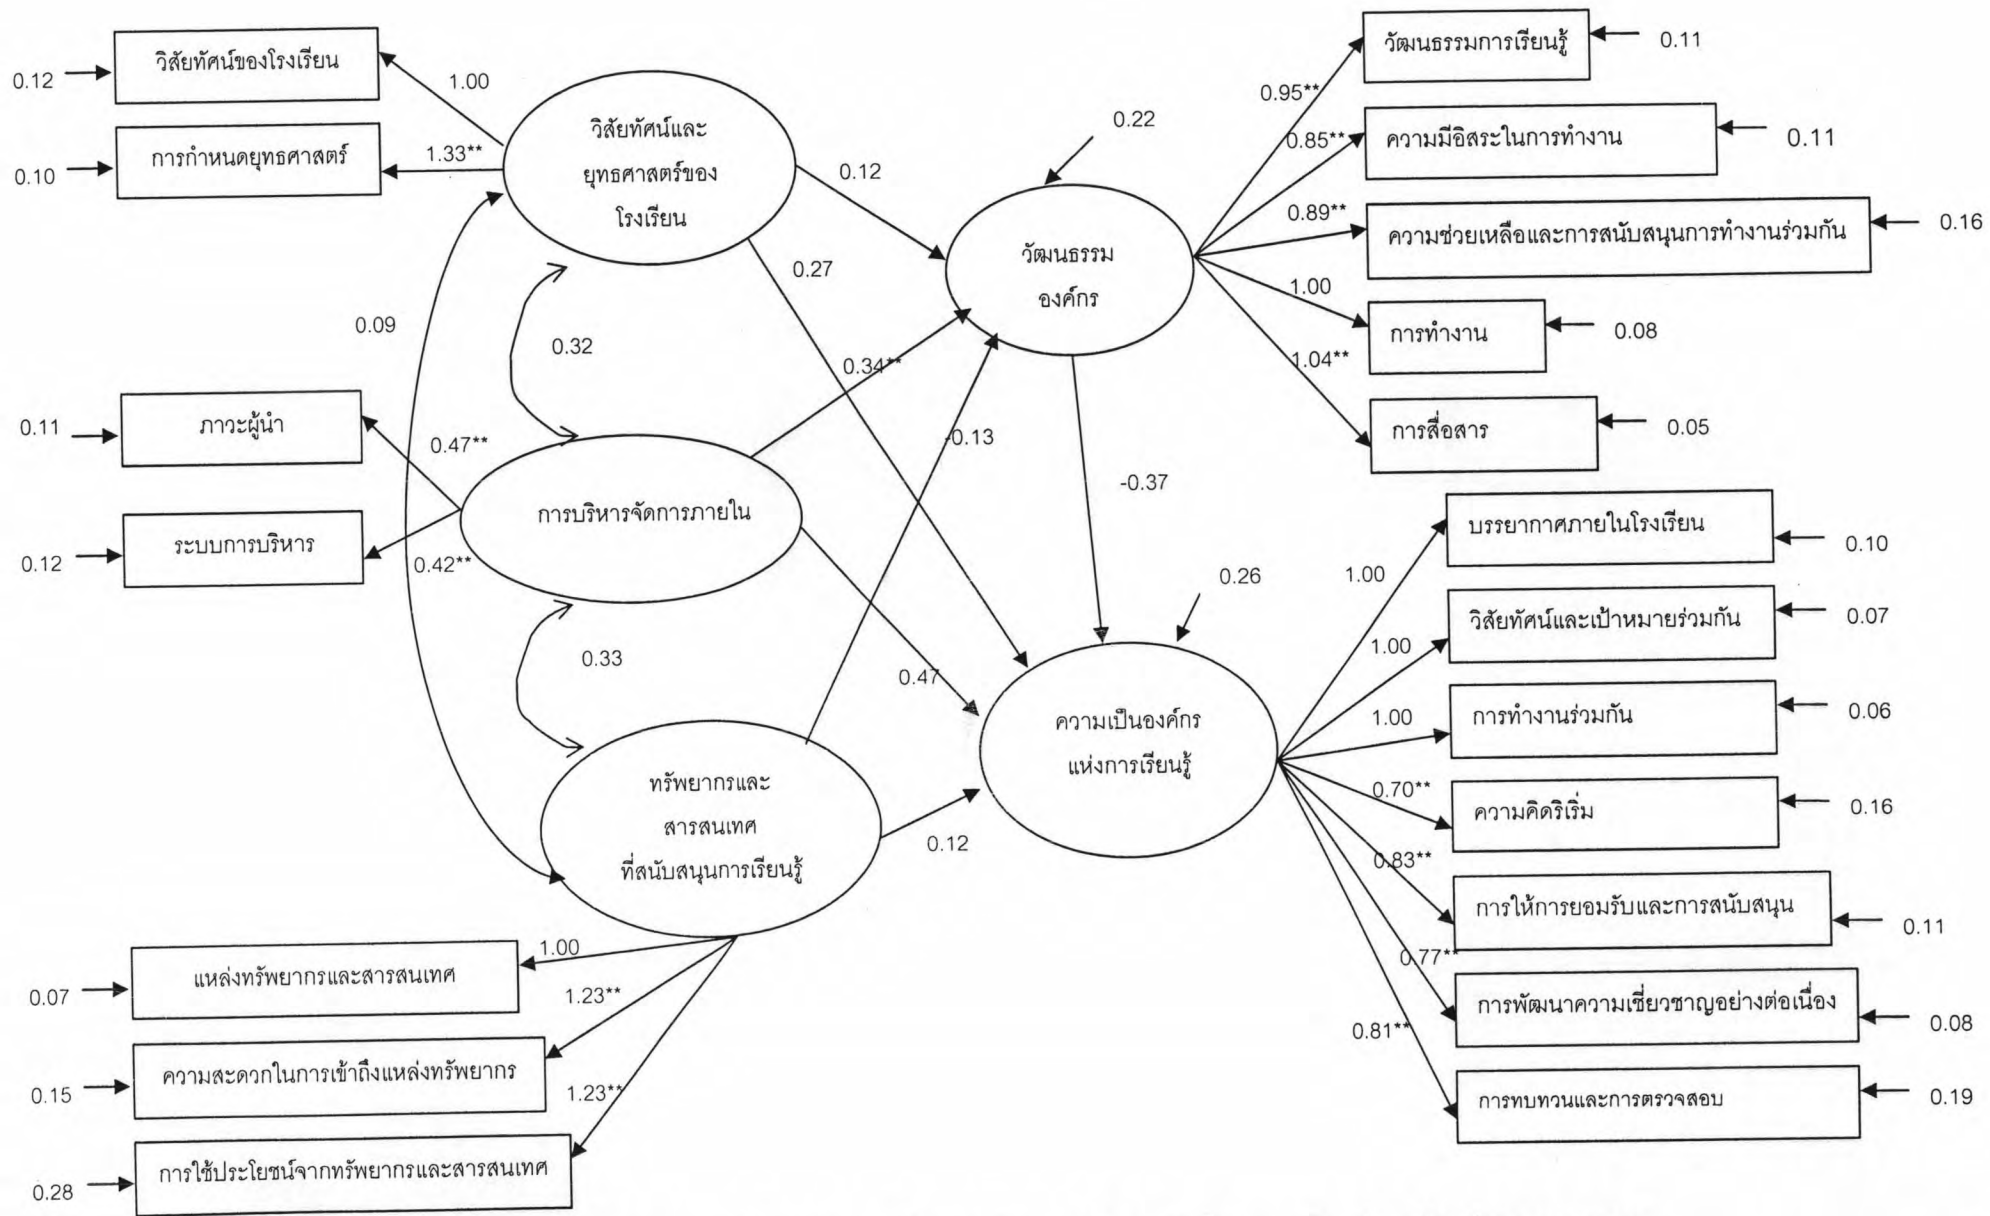 วิสัยทัศน์ของโรงเรียน
0.12
1.00
การกำหนดยุทธศาสตร์
0.10
1.33**
วิสัยทัศน์และ
ยุทธศาสตร์ของ
โรงเรียน
0.12
0.27
0.09
0.32
0.34**
-0.13
-0.37
ภาวะผู้นำ
0.11
0.47**
ระบบการบริหาร
0.12
0.42**
การบริหารจัดการภายใน
0.33
0.47
ทรัพยากรและ
สารสนเทศ
ที่สนับสนุนการเรียนรู้
0.12
แหล่งทรัพยากรและสารสนเทศ
0.07
1.00
ความสะดวกในการเข้าถึงแหล่งทรัพยากร
0.15
1.23**
การใช้ประโยชน์จากทรัพยากรและสารสนเทศ
0.28
1.23**
0.22
วัฒนธรรม
องค์กร
0.95**
วัฒนธรรมการเรียนรู้
0.11
0.85**
ความมีอิสระในการทำงาน
0.11
0.89**
ความช่วยเหลือและการสนับสนุนการทำงานร่วมกัน
0.16
1.00
การทำงาน
0.08
1.04**
การสื่อสาร
0.05
0.26
ความเป็นองค์กร
แห่งการเรียนรู้
1.00
บรรยากาศภายในโรงเรียน
0.10
1.00
วิสัยทัศน์และเป้าหมายร่วมกัน
0.07
1.00
การทำงานร่วมกัน
0.06
0.70**
ความคิดริเริ่ม
0.16
0.83**
การให้การยอมรับและการสนับสนุน
0.11
0.77**
การพัฒนาความเชี่ยวชาญอย่างต่อเนื่อง
0.08
0.81**
การทบทวนและการตรวจสอบ
0.19